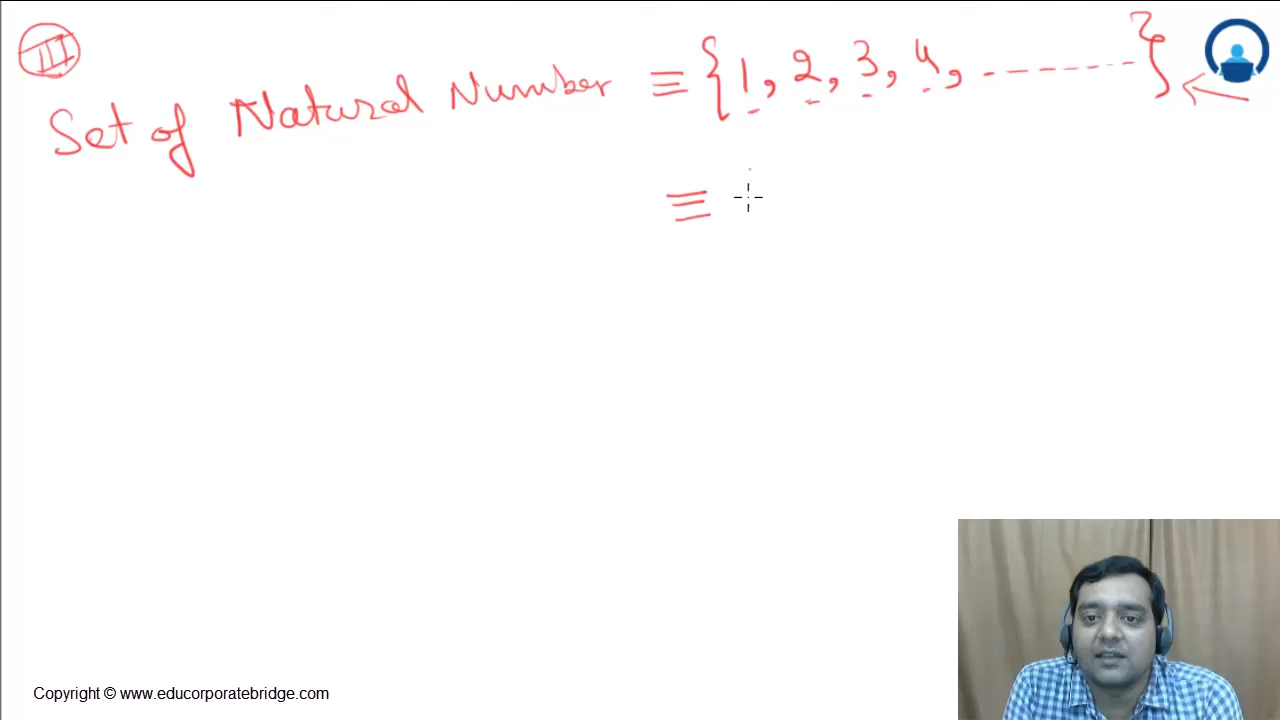 III
Set of Natural Number ≡ {1, 2, 3, 4, -------}
≡
Copyright © www.educorporatebridge.com